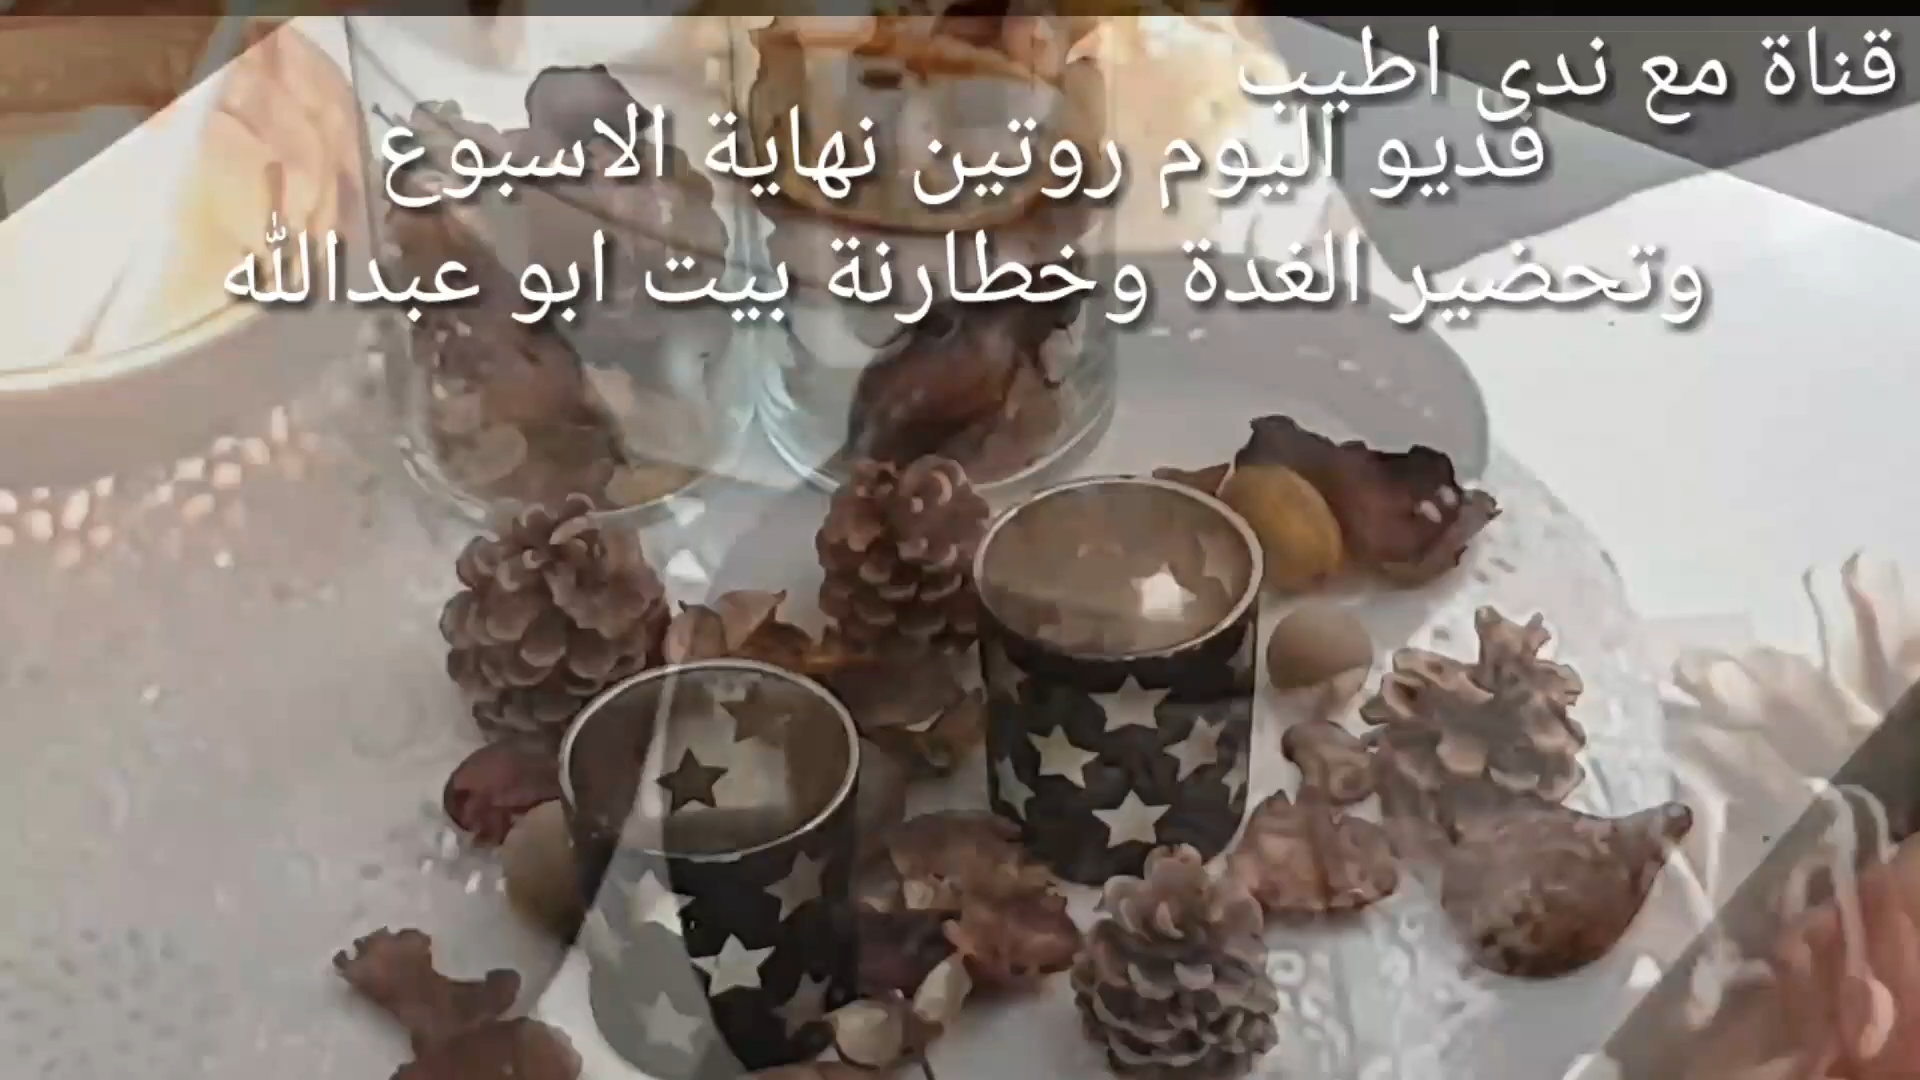 قناة مع ندى اطيب
فديو اليوم روتين نهاية الاسبوع
وتحضير الغدة وخطارنة بيت ابو عبدالله